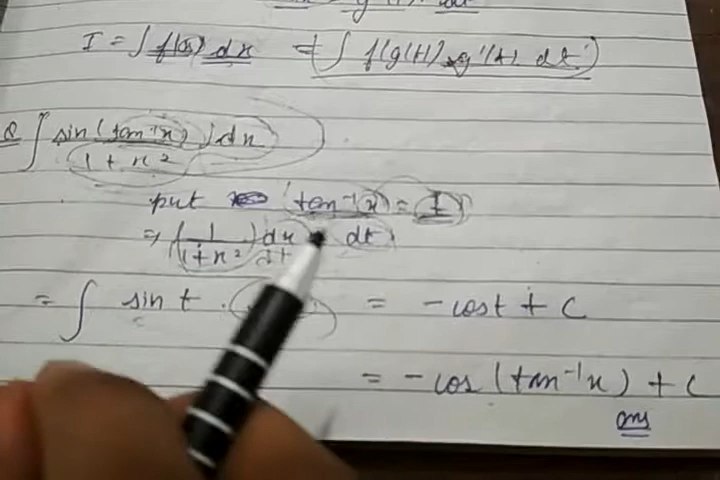 I = ∫ f(x) dx = ∫ f(g(t)) g'(t) dt
Q ∫ sin(tan⁻¹x) / 1 + x² dx
put tan⁻¹(x) = t
⇒ (1 / 1+x²) dx dt
= ∫ sin t . = - cos t + C
= - cos (tan⁻¹x) + C
ans